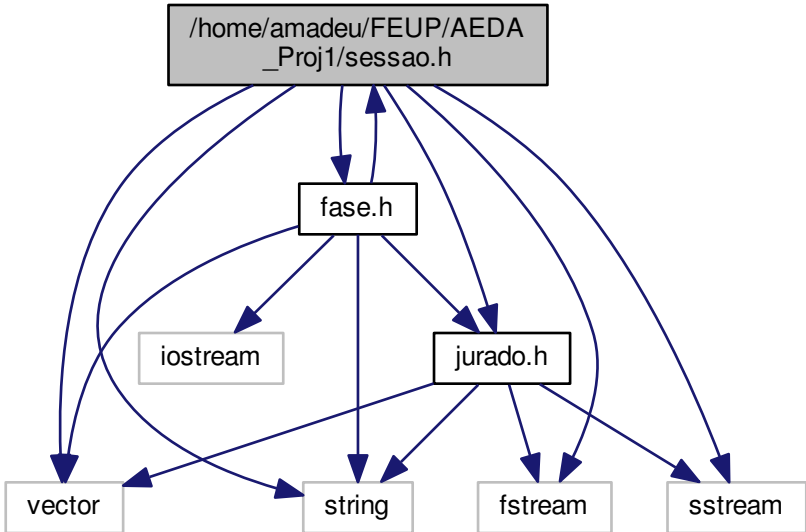 /home/amadeu/FEUP/AEDA
_Proj1/sessao.h
fase.h
iostream
jurado.h
vector
string
fstream
sstream